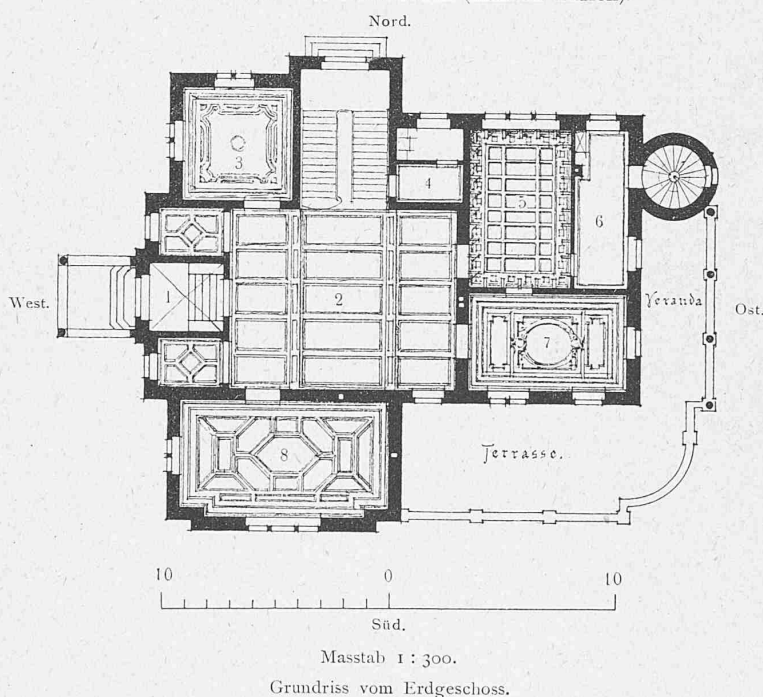 Nord.
3
4
5
6
West.
1
2
Veranda
Ost.
7
8
Terrasse.
10 0 10
Süd.
Masstab 1 : 300.
Grundriss vom Erdgeschoss.